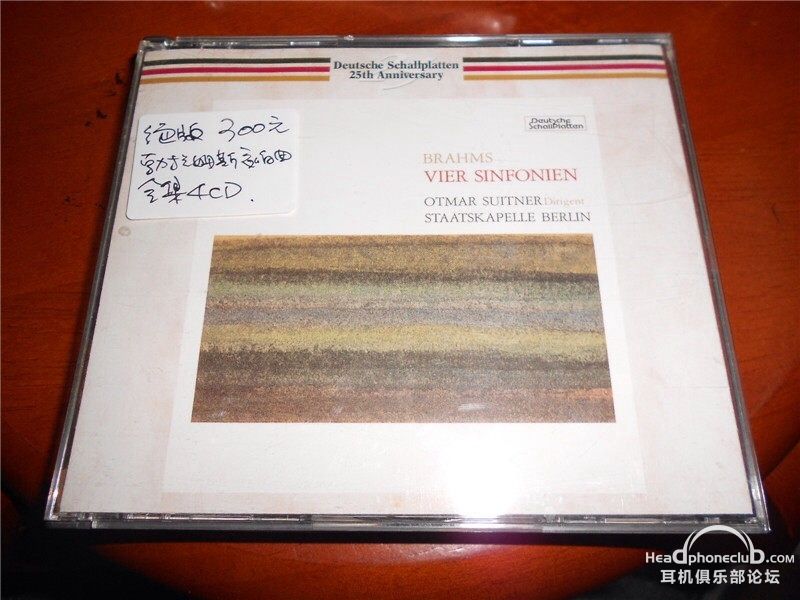 Deutsche Schallplatten
25th Anniversary
绝版 300元
勃拉姆斯交响曲
全集4CD.
Deutsche
Schallplatten
BRAHMS
VIER SINFONIEN
OTMAR SUITNER Dirigent
STAATSKAPELLE BERLIN
Headphoneclub.com
耳机俱乐部论坛